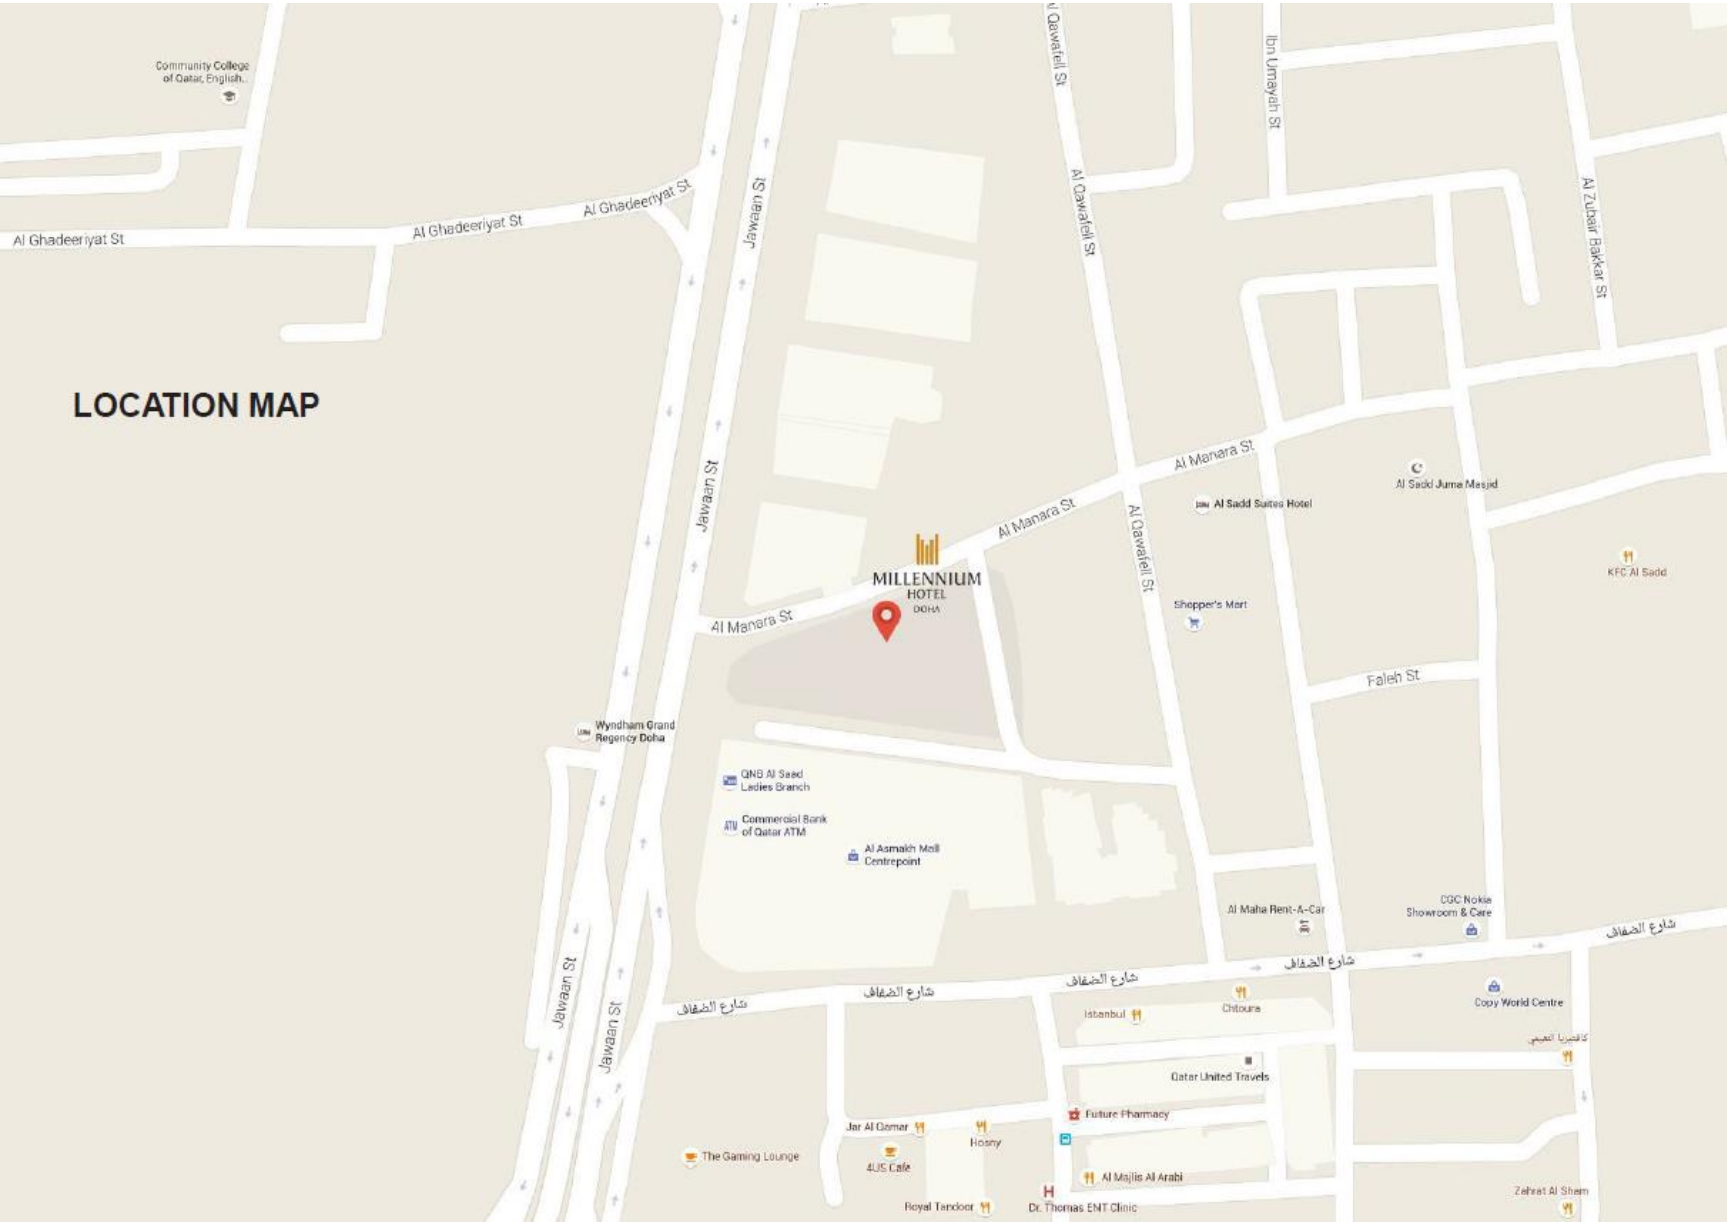 Al Qawafell St
Ibn Umayah St
Community College
of Qatar, English...
Al Ghadeeriyat St
Al Ghadeeriyat St
Al Ghadeeriyat St
Jawaan St
Al Qawafell St
Al Zubair Bakkar St
LOCATION MAP
Jawaan St
Al Manara St
Al Manara St
Al Manara St
Al Sadd Juma Masjid
Al Sadd Suites Hotel
Al Qawafell St
MILLENNIUM
HOTEL
DOHA
KFC Al Sadd
Shopper's Mart
Faleh St
Wyndham Grand
Regency Doha
QNB Al Saad
Ladies Branch
ATM
Commercial Bank
of Qatar ATM
Al Asmakh Mall
Centrepoint
Al Maha Rent-A-Car
CGC Nokia
Showroom & Care
شارع الضفاف
شارع الضفاف
شارع الضفاف
شارع الضفاف
شارع الضفاف
Jawaan St
Jawaan St
Istanbul
Chtoura
Copy World Centre
كافتيريا النعيمي
Qatar United Travels
Future Pharmacy
Jar Al Qamar
Hosny
The Gaming Lounge
4US Cafe
Al Majlis Al Arabi
Royal Tandoor
H
Dr. Thomas ENT Clinic
Zahrat Al Sham